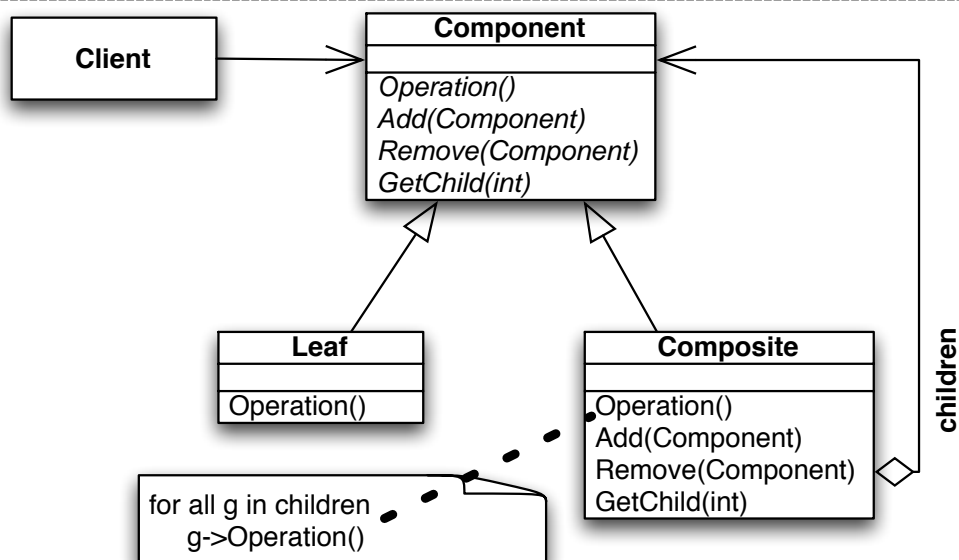 Client
Component
Operation()
Add(Component)
Remove(Component)
GetChild(int)
Leaf
Operation()
Composite
Operation()
Add(Component)
Remove(Component)
GetChild(int)
children
for all g in children
g->Operation()